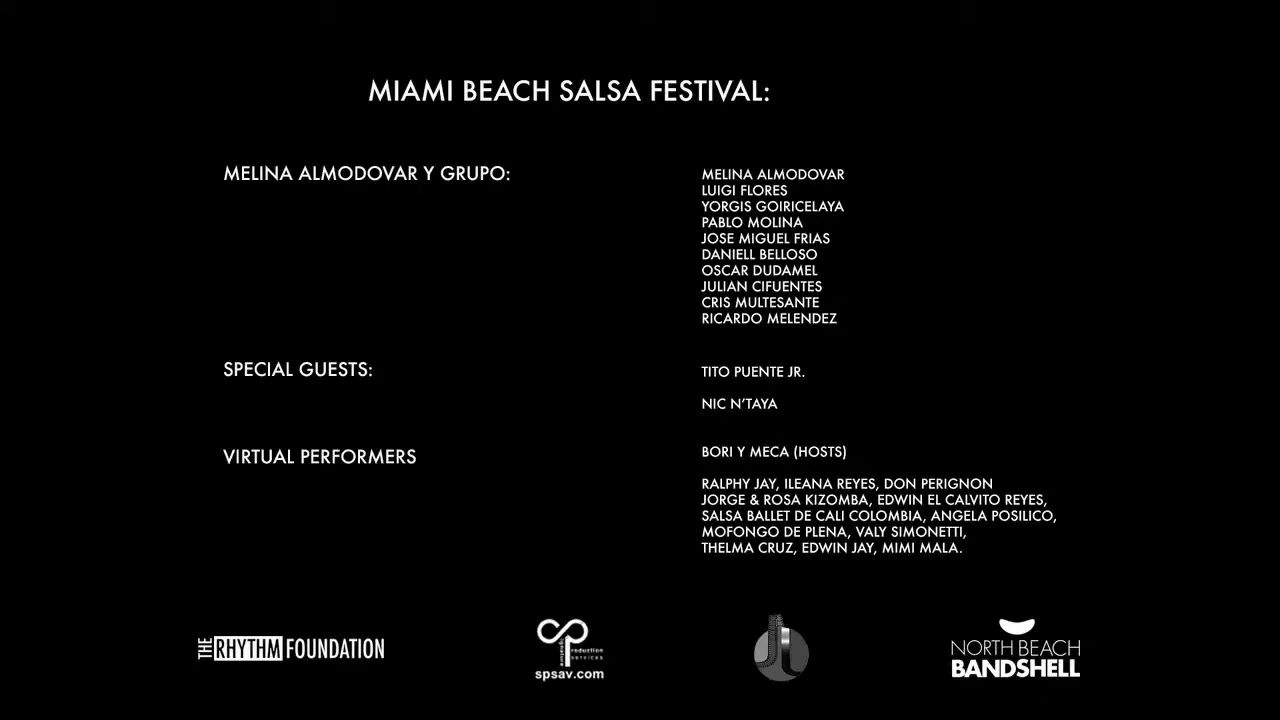 MIAMI BEACH SALSA FESTIVAL:
MELINA ALMODOVAR Y GRUPO:
MELINA ALMODOVAR
LUIGI FLORES
YORGIS GOIRICELAYA
PABLO MOLINA
JOSE MIGUEL FRIAS
DANIELL BELLOSO
OSCAR DUDAMEL
JULIAN CIFUENTES
CRIS MULTESANTE
RICARDO MELENDEZ
SPECIAL GUESTS:
TITO PUENTE JR.
NIC N’TAYA
VIRTUAL PERFORMERS
BORI Y MECA (HOSTS)
RALPHY JAY, ILEANA REYES, DON PERIGNON
JORGE & ROSA KIZOMBA, EDWIN EL CALVITO REYES,
SALSA BALLET DE CALI COLOMBIA, ANGELA POSILICO,
MOFONGO DE PLENA, VALY SIMONETTI,
THELMA CRUZ, EDWIN JAY, MIMI MALA.
THE RHYTHM FOUNDATION
signature production services
spsav.com
NORTH BEACH
BANDSHELL